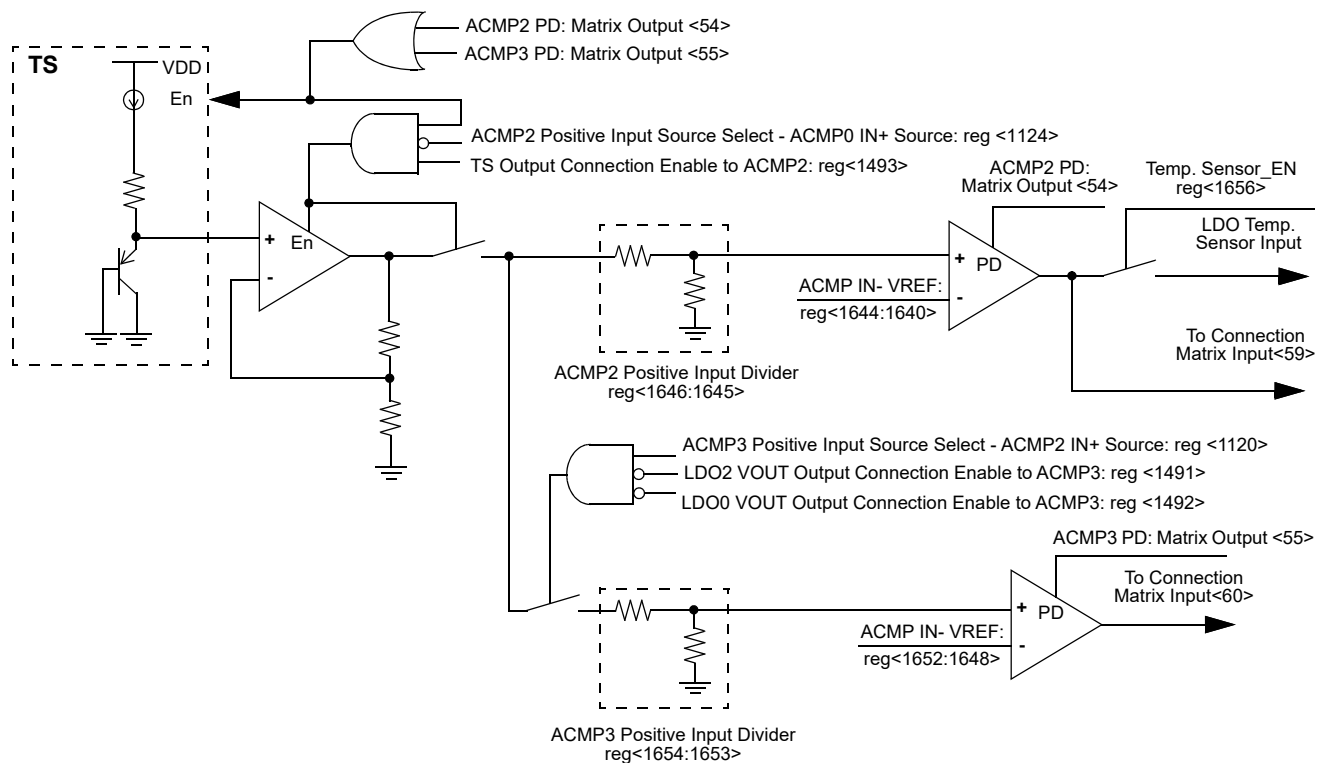 ACMP2 PD: Matrix Output <54>
ACMP3 PD: Matrix Output <55>
TS
VDD
En
ACMP2 Positive Input Source Select - ACMP0 IN+ Source: reg <1124>
TS Output Connection Enable to ACMP2: reg<1493>
ACMP2 PD:
Matrix Output <54>
Temp. Sensor_EN
reg<1656>
LDO Temp.
Sensor Input
+
En
-
+
PD
-
ACMP IN- VREF:
reg<1644:1640>
To Connection
Matrix Input<59>
ACMP2 Positive Input Divider
reg<1646:1645>
ACMP3 Positive Input Source Select - ACMP2 IN+ Source: reg <1120>
LDO2 VOUT Output Connection Enable to ACMP3: reg <1491>
LDO0 VOUT Output Connection Enable to ACMP3: reg <1492>
ACMP3 PD: Matrix Output <55>
To Connection
Matrix Input<60>
+
PD
-
ACMP IN- VREF:
reg<1652:1648>
ACMP3 Positive Input Divider
reg<1654:1653>